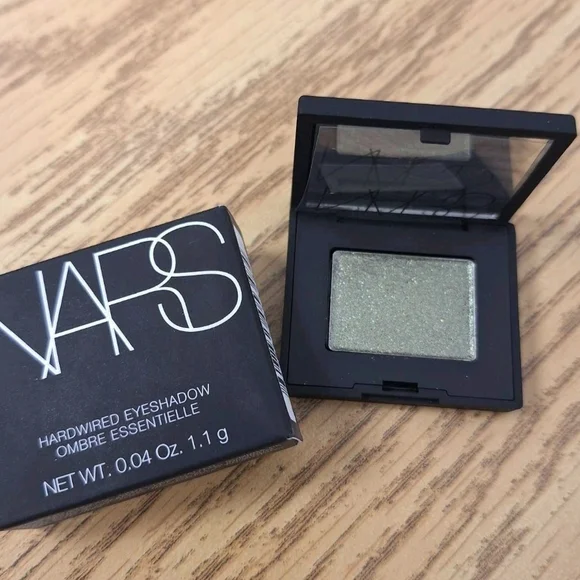 NARS
HARDWIRED EYESHADOW
OMBRE ESSENTIELLE
NET WT. 0.04 Oz. 1.1 g